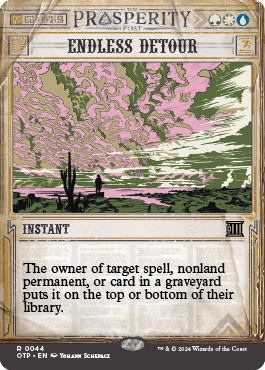 THE
PROSPERITY
POST
ENDLESS DETOUR
INSTANT
The owner of target spell, nonland
permanent, or card in a graveyard
puts it on the top or bottom of their
library.
R 0044
OTP • EN YOHANN SCHEPACZ
™ & © 2024 Wizards of the Coast